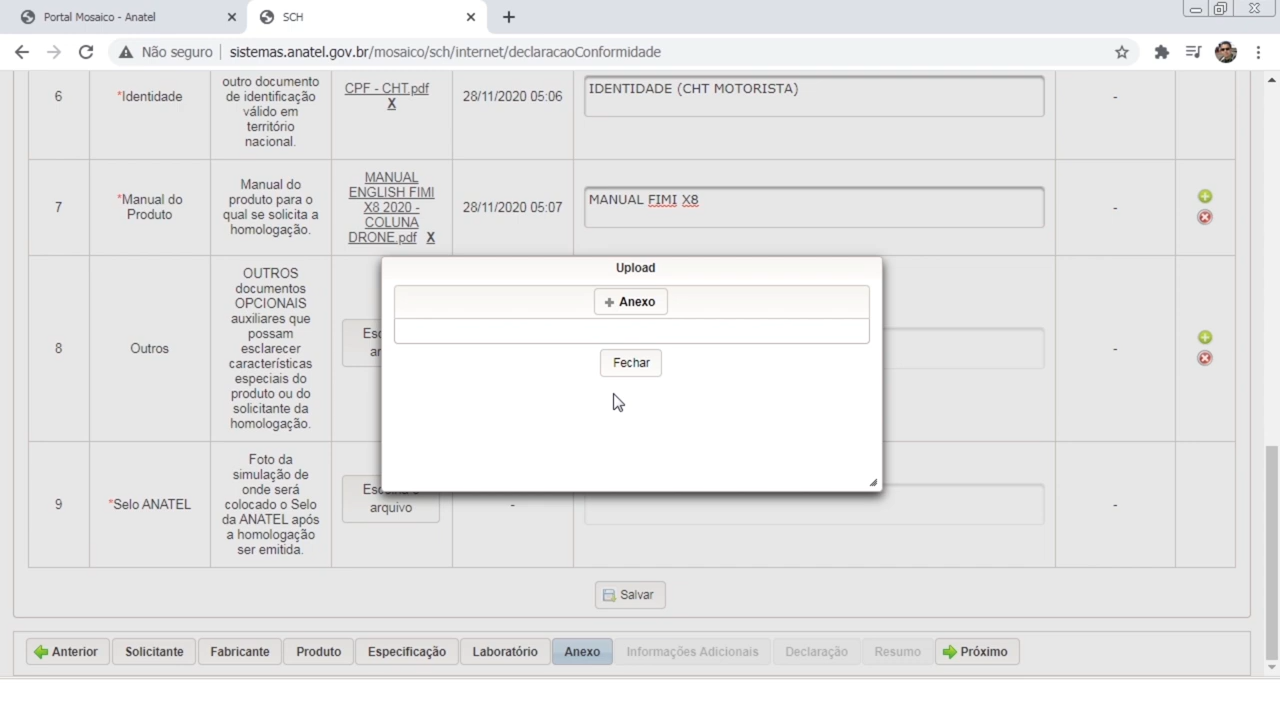 Portal Mosaico - Anatel
SCH
Não seguro
sistemas.anatel.gov.br/mosaico/sch/internet/declaracaoConformidade
6
*Identidade
outro documento
de identificação
válido em
território
nacional.
CPF - CHT.pdf
X
28/11/2020 05:06
IDENTIDADE (CHT MOTORISTA)
-
7
*Manual do
Produto
Manual do
produto para o
qual se solicita a
homologação.
MANUAL
ENGLISH FIMI
X8 2020 -
COLUNA
DRONE.pdf X
28/11/2020 05:07
MANUAL FIMI X8
-
8
Outros
OUTROS
documentos
OPCIONAIS
auxiliares que
possam
esclarecer
características
especiais do
produto ou do
solicitante da
homologação.
-
Upload
+ Anexo
Fechar
9
*Selo ANATEL
Foto da
simulação de
onde será
colocado o Selo
da ANATEL após
a homologação
ser emitida.
arquivo
-
-
Salvar
Anterior
Solicitante
Fabricante
Produto
Especificação
Laboratório
Anexo
Informações Adicionais
Declaração
Resumo
Próximo